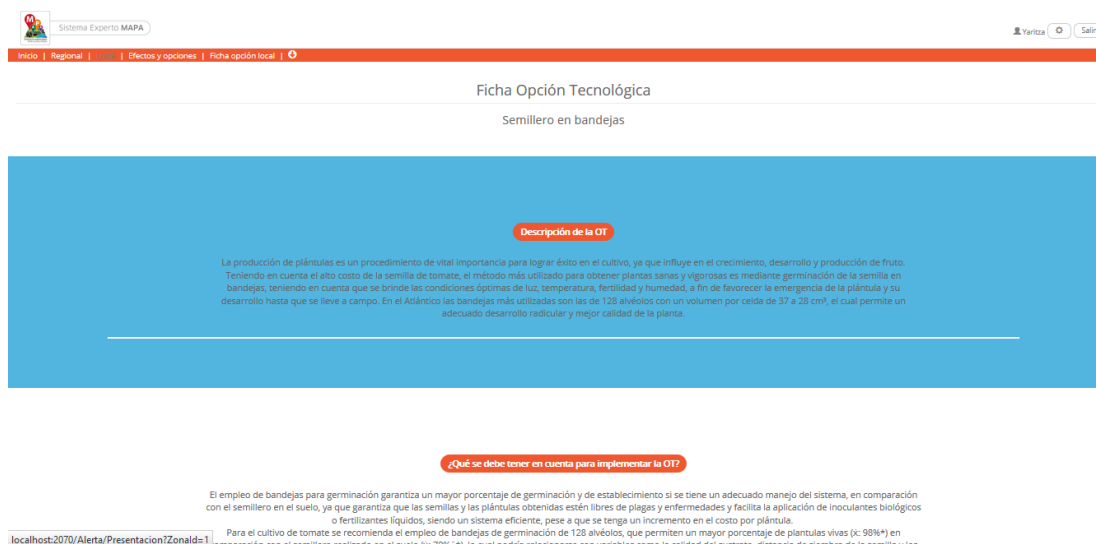 Sistema Experto MAPA
Yaritza
Salir
Inicio | Regional | | Efectos y opciones | Ficha opción local |
Ficha Opción Tecnológica
Semillero en bandejas
Descripción de la OT
La producción de plántulas es un procedimiento de vital importancia para lograr éxito en el cultivo, ya que influye en el crecimiento, desarrollo y producción de fruto.
Teniendo en cuenta el alto costo de la semilla de tomate, el método más utilizado para obtener plantas sanas y vigorosas es mediante germinación de la semilla en
bandejas, teniendo en cuenta que se brinde las condiciones óptimas de luz, temperatura, fertilidad y humedad, a fin de favorecer la emergencia de la plántula y su
desarrollo hasta que se lleve a campo. En el Atlántico las bandejas más utilizadas son las de 128 alvéolos con un volumen por celda de 37 a 28 cm³, el cual permite un
adecuado desarrollo radicular y mejor calidad de la planta.
¿Qué se debe tener en cuenta para implementar la OT?
El empleo de bandejas para germinación garantiza un mayor porcentaje de germinación y de establecimiento si se tiene un adecuado manejo del sistema, en comparación
con el semillero en el suelo, ya que garantiza que las semillas y las plántulas obtenidas estén libres de plagas y enfermedades y facilita la aplicación de inoculantes biológicos
o fertilizantes líquidos, siendo un sistema eficiente, pese a que se tenga un incremento en el costo por plántula.
Para el cultivo de tomate se recomienda el empleo de bandejas de germinación de 128 alvéolos, que permiten un mayor porcentaje de plantulas vivas (ẋ: 98%*) en
localhost:2070/Alerta/Presentacion?ZonaId=1